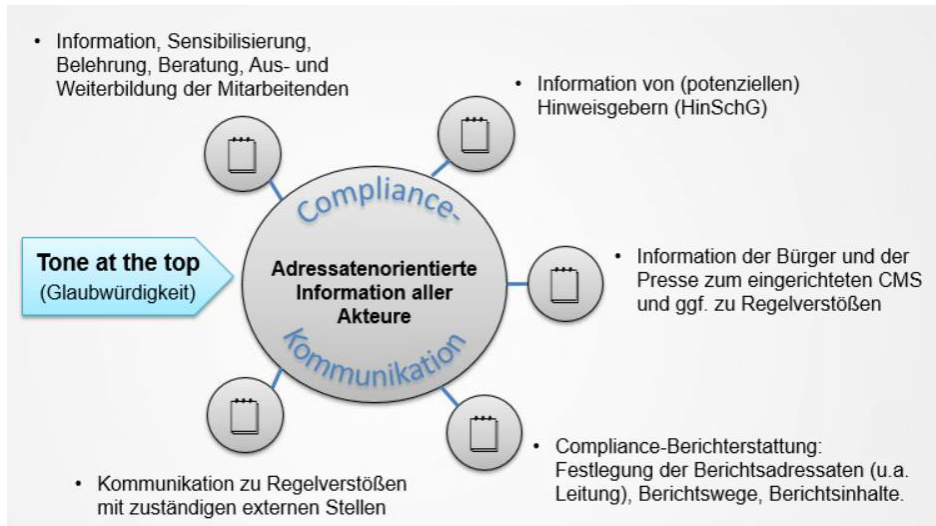 • Information, Sensibilisierung,
Belehrung, Beratung, Aus- und
Weiterbildung der Mitarbeitenden
• Information von (potenziellen)
Hinweisgebern (HinSchG)
Compliance-
Tone at the top
(Glaubwürdigkeit)
Adressatenorientierte
Information aller
Akteure
• Information der Bürger und der
Presse zum eingerichteten CMS
und ggf. zu Regelverstößen
Kommunikation
• Compliance-Berichterstattung:
Festlegung der Berichtsadressaten (u.a.
Leitung), Berichtswege, Berichtsinhalte.
• Kommunikation zu Regelverstößen
mit zuständigen externen Stellen